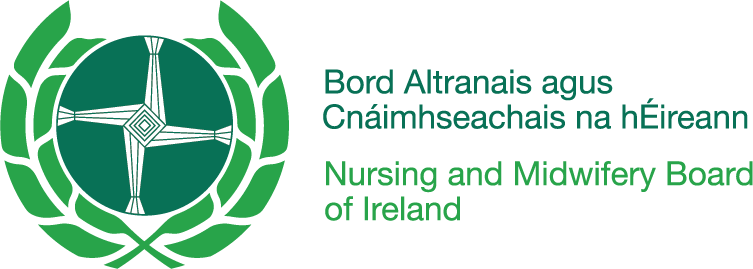 Bord Altranais agus
Cnáimhseachais na hÉireann
Nursing and Midwifery Board
of Ireland